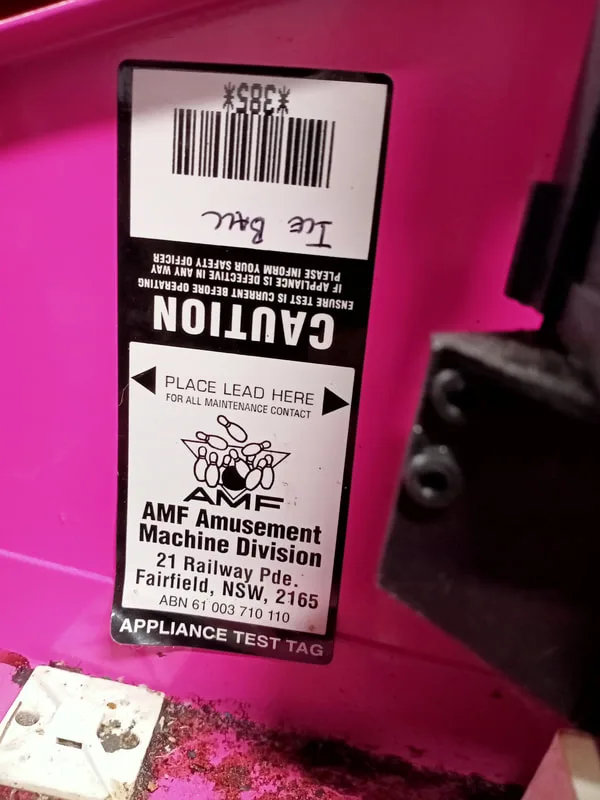 *385*
Ice Ball
PLEASE INFORM YOUR SAFETY OFFICER
IF APPLIANCE IS DEFECTIVE IN ANY WAY
ENSURE TEST IS CURRENT BEFORE OPERATING
CAUTION
PLACE LEAD HERE
FOR ALL MAINTENANCE CONTACT
AMF
AMF Amusement
Machine Division
21 Railway Pde.
Fairfield, NSW, 2165
ABN 61 003 710 110
APPLIANCE TEST TAG